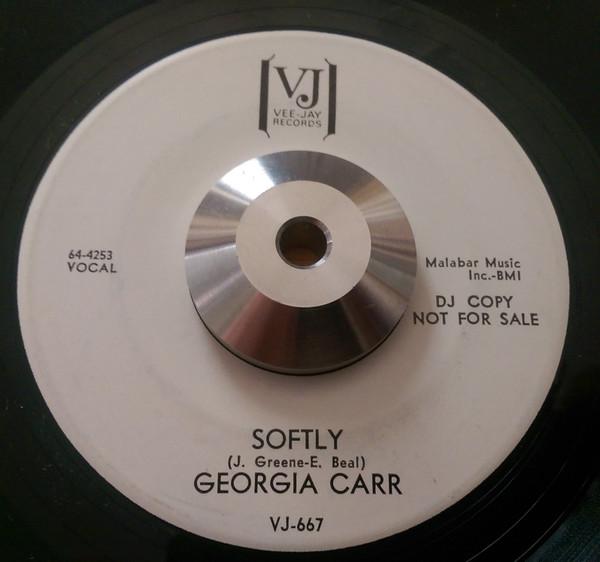 VJ
VEE-JAY
RECORDS
64-4253
VOCAL
Malabar Music
Inc.-BMI
DJ COPY
NOT FOR SALE
SOFTLY
(J. Greene-E. Beal)
GEORGIA CARR
VJ-667